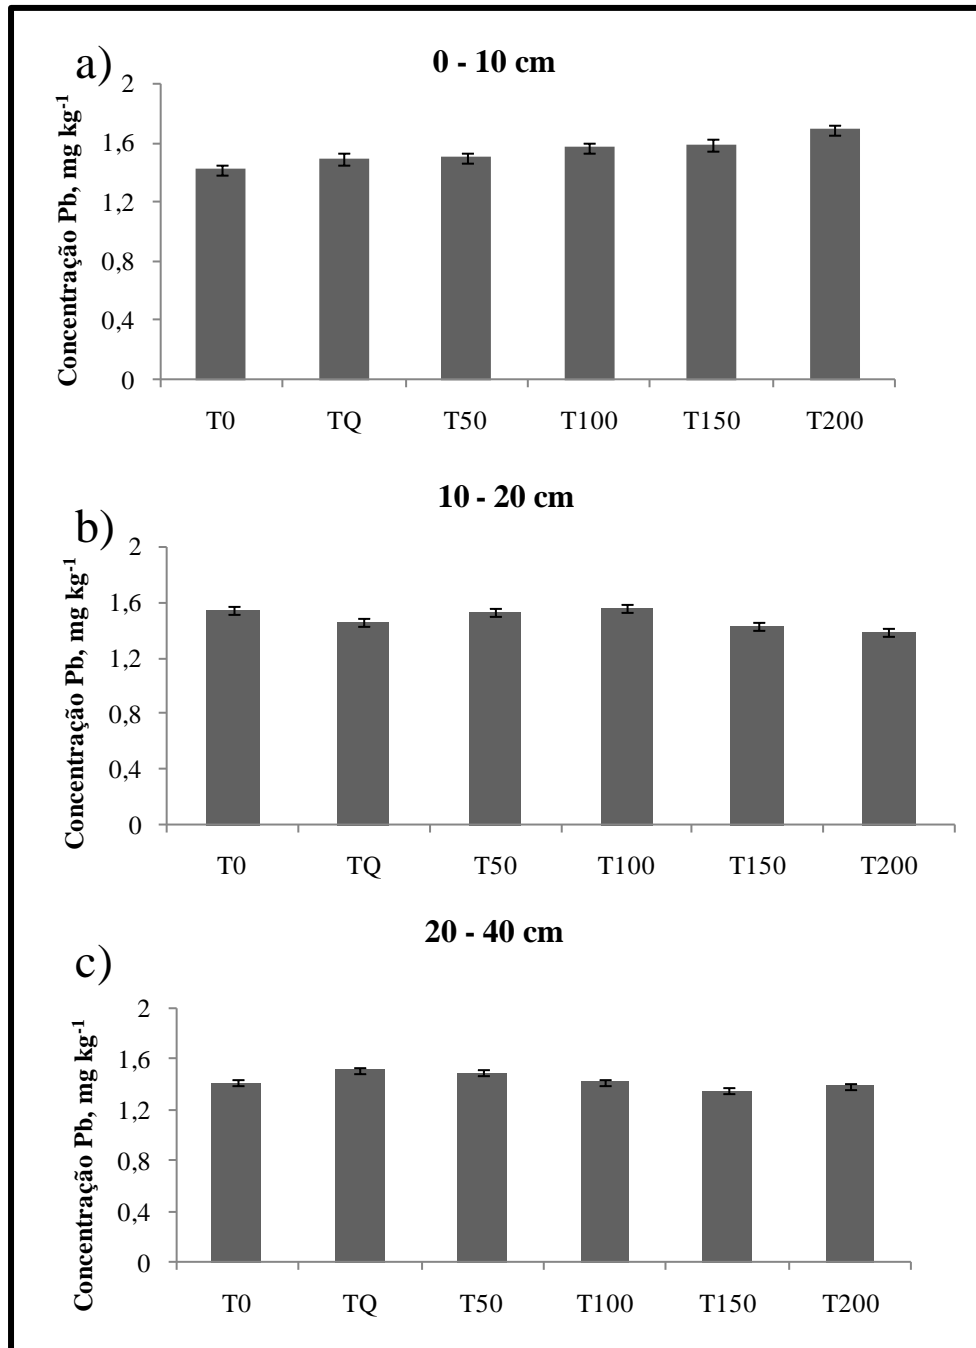 a)
0 - 10 cm
Concentração Pb, mg kg-1
2
1,6
1,2
0,8
0,4
0
T0 TQ T50 T100 T150 T200
b)
10 - 20 cm
Concentração Pb, mg kg-1
2
1,6
1,2
0,8
0,4
0
T0 TQ T50 T100 T150 T200
c)
20 - 40 cm
Concentração Pb, mg kg-1
2
1,6
1,2
0,8
0,4
0
T0 TQ T50 T100 T150 T200